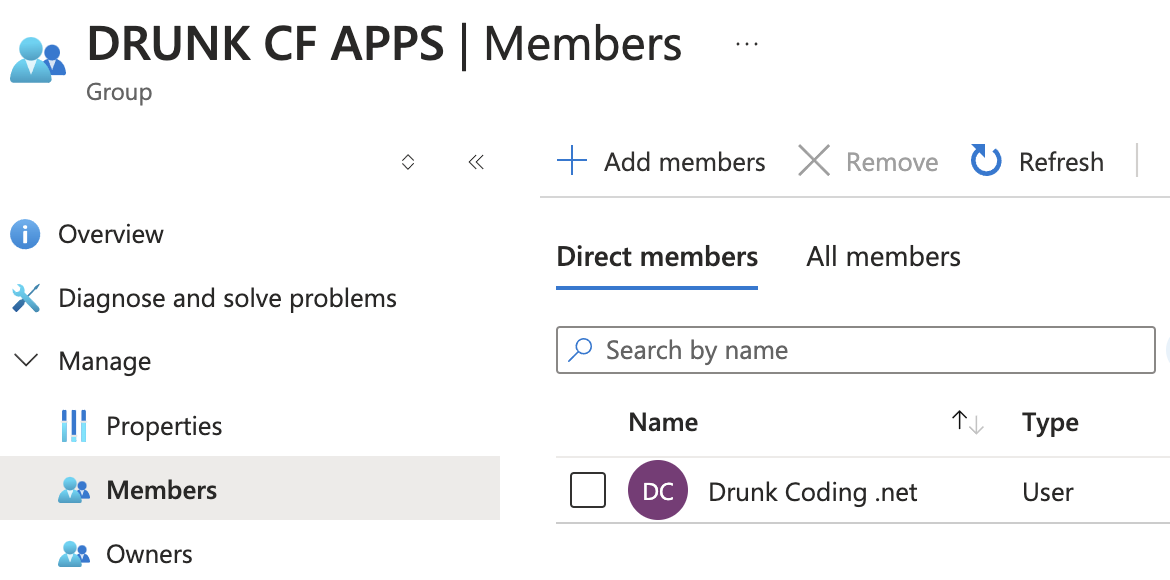 DRUNK CF APPS | Members ...
Group
Add members Remove Refresh
Overview
Diagnose and solve problems
Manage
Properties
Members
Owners
Direct members All members
Search by name
Name Type
DC Drunk Coding .net User